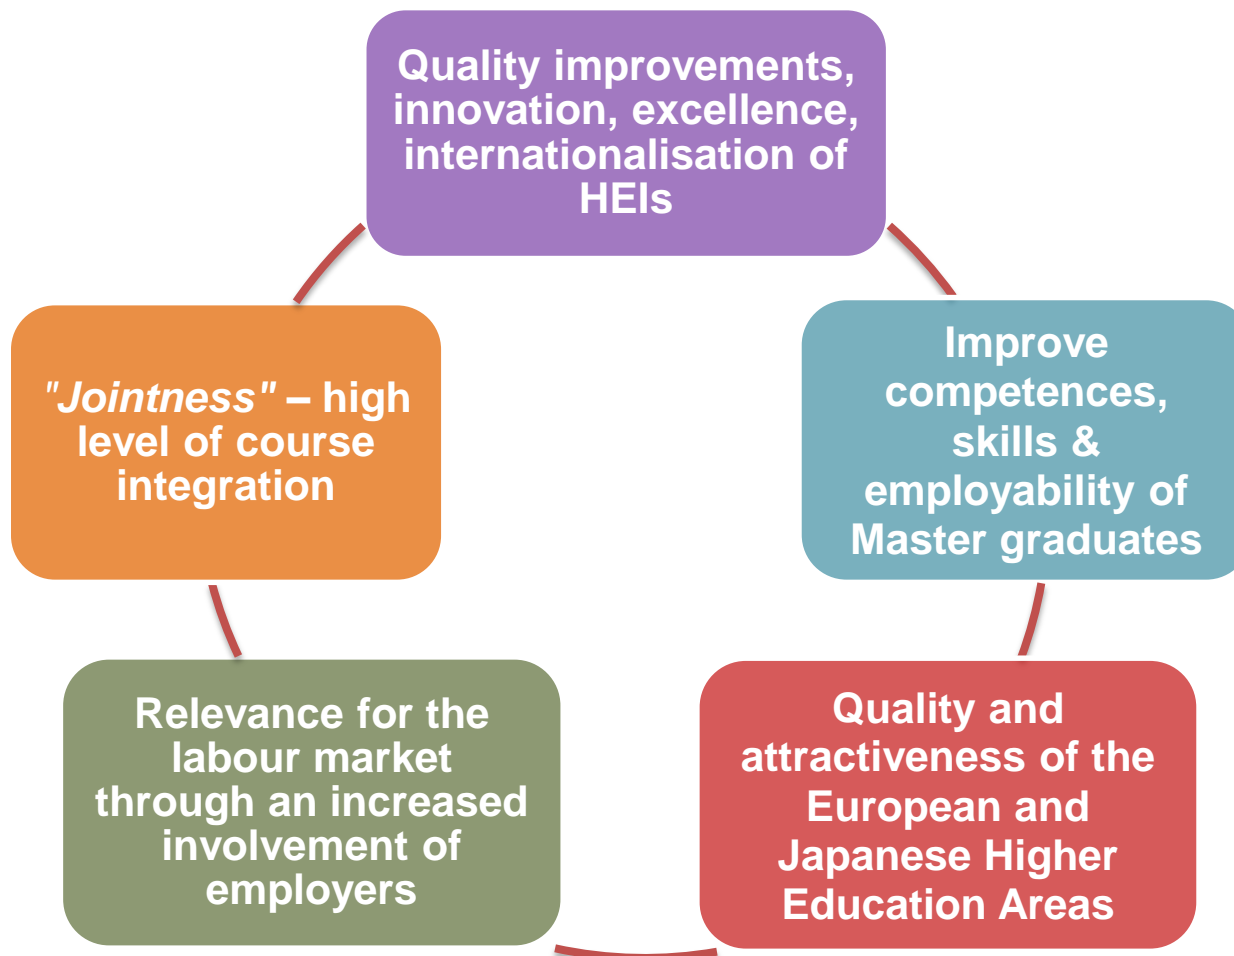 Quality improvements,
innovation, excellence,
internationalisation of
HEIs
"Jointness" – high
level of course
integration
Improve
competences,
skills &
employability of
Master graduates
Relevance for the
labour market
through an increased
involvement of
employers
Quality and
attractiveness of the
European and
Japanese Higher
Education Areas